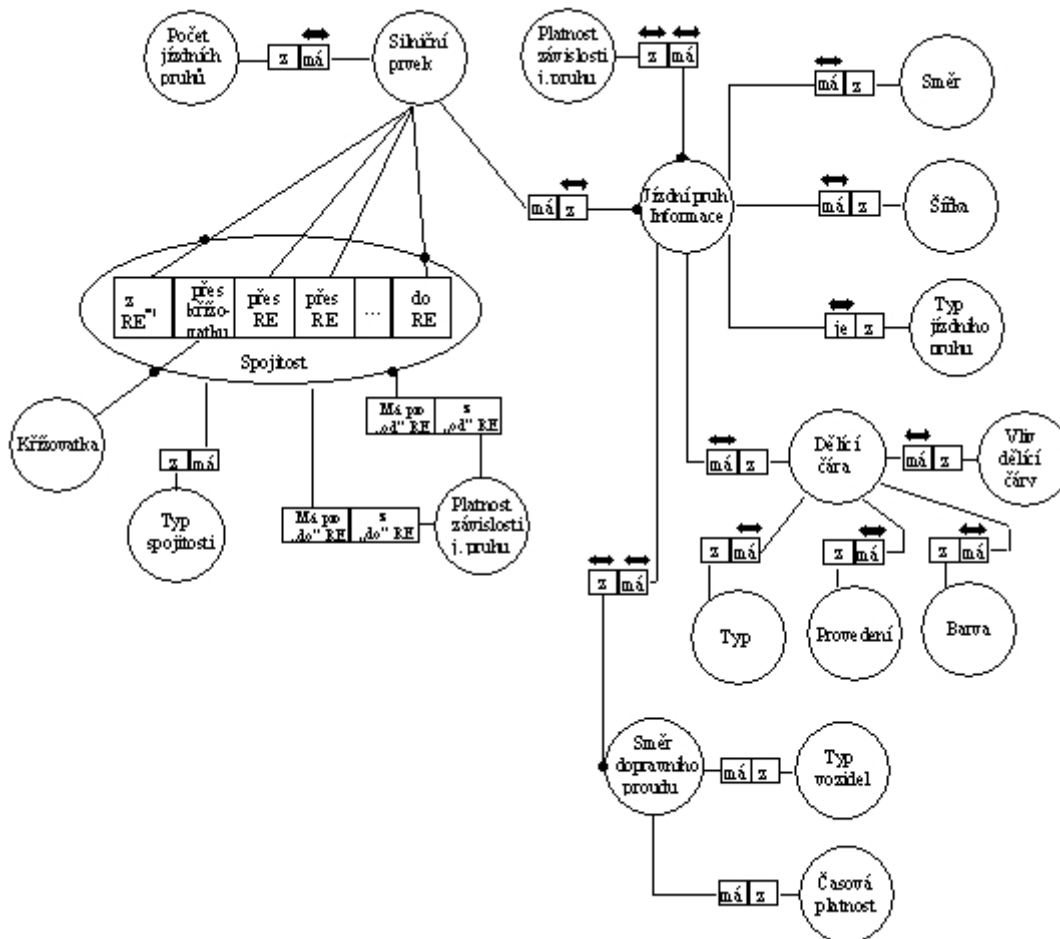 Počet
jízdních
pruhů
z má
Silniční
prvek
Platnost
závislosti
j. pruhu
z má
má z
Směr
má z
Jízdní pruh
Informace
má z
Šířka
je z
Typ
jízdního
pruhu
z
RE
přes
křižo-
vatku
přes
RE
přes
RE
...
do
RE
Spojitost
Křižovatka
z má
Typ
spojitosti
Má pro
„od“ RE
z
„od“ RE
Má pro
„do“ RE
z
„do“ RE
Platnost
závislosti
j. pruhu
má z
Dělící
čára
má z
Vliv
dělící
čáry
z má
Typ
z má
Provedení
z má
Barva
z má
Směr
dopravního
proudu
má z
Typ
vozidel
má z
Časová
platnost